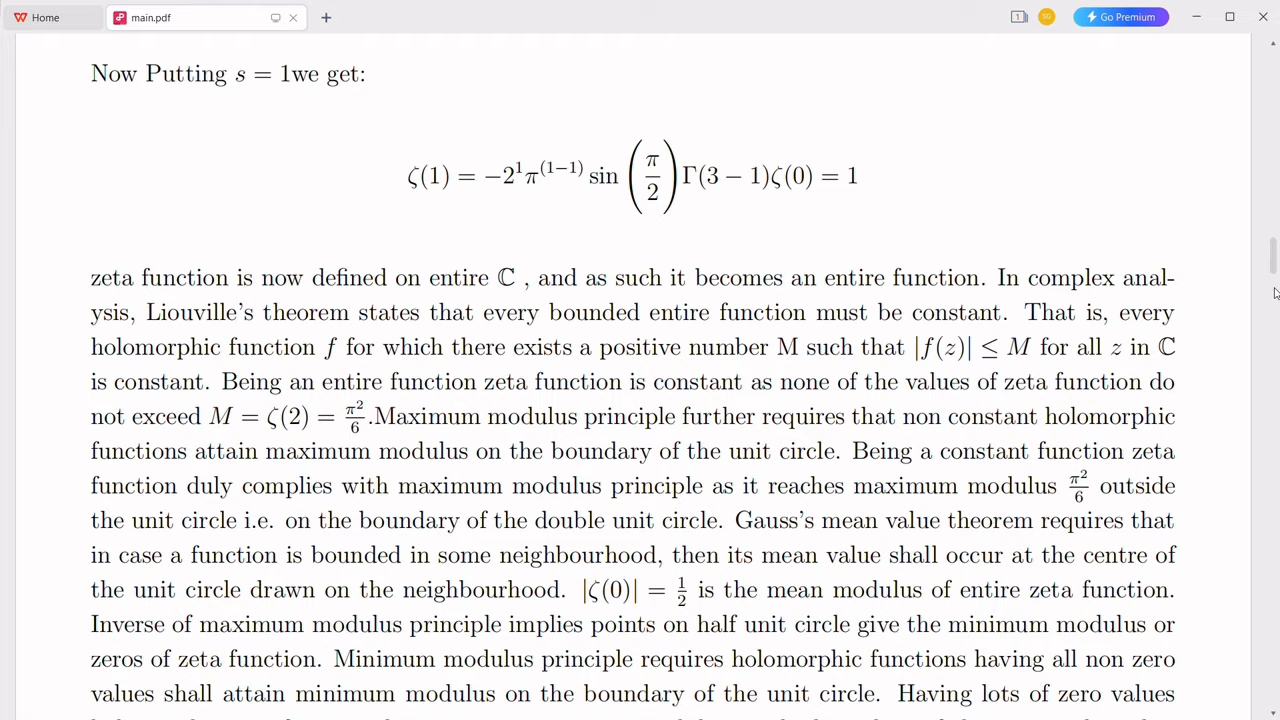 Home
main.pdf
1
SG
Go Premium
Now Putting s = 1we get:
ζ(1) = −2¹π⁽¹⁻¹⁾ sin (π/2) Γ(3 − 1)ζ(0) = 1
zeta function is now defined on entire ℂ , and as such it becomes an entire function. In complex anal-
ysis, Liouville's theorem states that every bounded entire function must be constant. That is, every
holomorphic function f for which there exists a positive number M such that |f(z)| ≤ M for all z in ℂ
is constant. Being an entire function zeta function is constant as none of the values of zeta function do
not exceed M = ζ(2) = π²/6.Maximum modulus principle further requires that non constant holomorphic
functions attain maximum modulus on the boundary of the unit circle. Being a constant function zeta
function duly complies with maximum modulus principle as it reaches maximum modulus π²/6 outside
the unit circle i.e. on the boundary of the double unit circle. Gauss's mean value theorem requires that
in case a function is bounded in some neighbourhood, then its mean value shall occur at the centre of
the unit circle drawn on the neighbourhood. |ζ(0)| = 1/2 is the mean modulus of entire zeta function.
Inverse of maximum modulus principle implies points on half unit circle give the minimum modulus or
zeros of zeta function. Minimum modulus principle requires holomorphic functions having all non zero
values shall attain minimum modulus on the boundary of the unit circle. Having lots of zero values